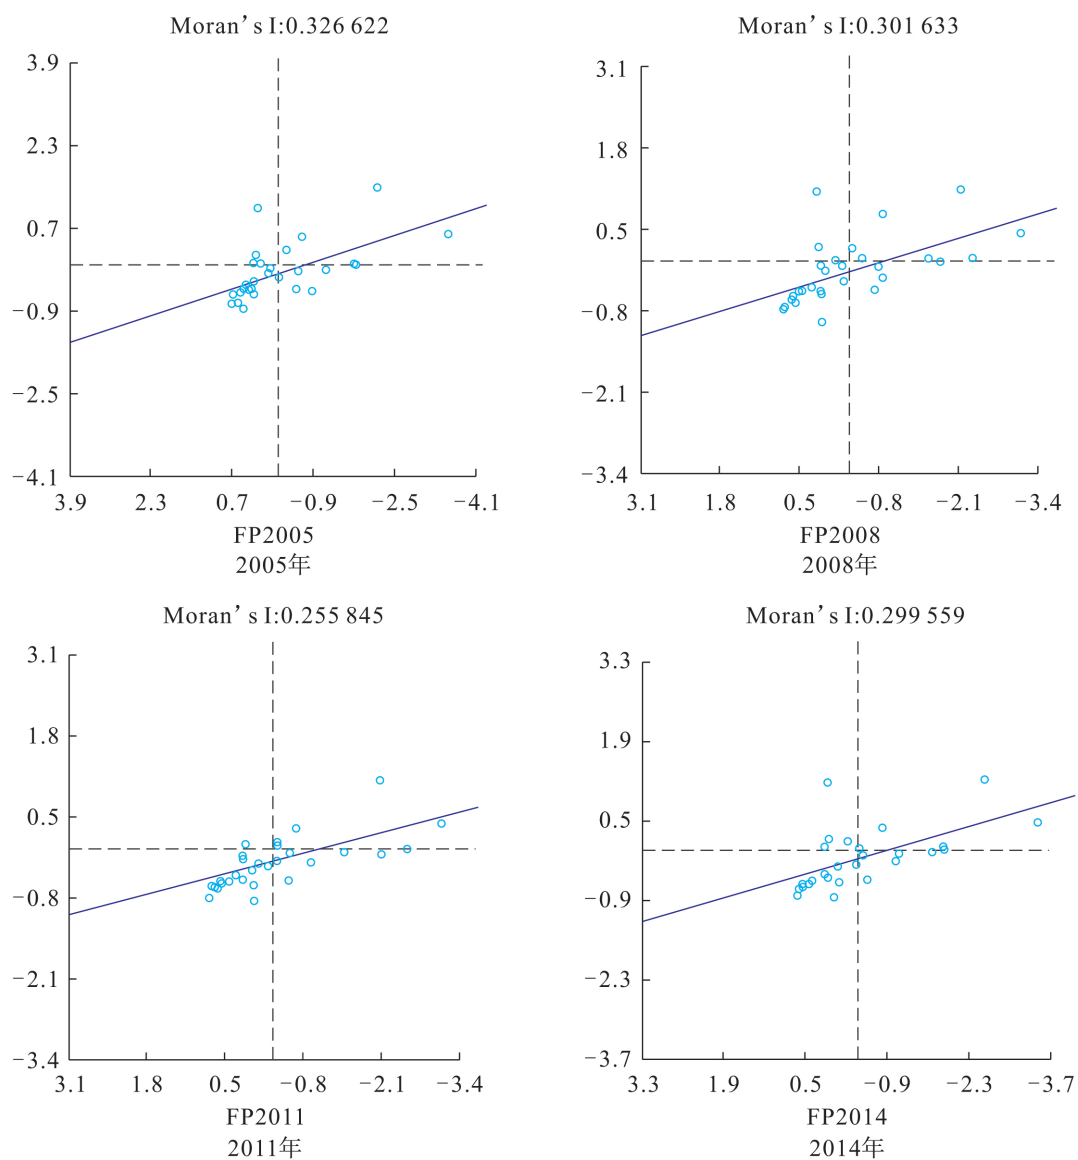 Moran’s I:0.326 622
3.9
2.3
0.7
−0.9
−2.5
−4.1
3.9 2.3 0.7 −0.9 −2.5 −4.1
FP2005
2005年
Moran’s I:0.301 633
3.1
1.8
0.5
−0.8
−2.1
−3.4
3.1 1.8 0.5 −0.8 −2.1 −3.4
FP2008
2008年
Moran’s I:0.255 845
3.1
1.8
0.5
−0.8
−2.1
−3.4
3.1 1.8 0.5 −0.8 −2.1 −3.4
FP2011
2011年
Moran’s I:0.299 559
3.3
1.9
0.5
−0.9
−2.3
−3.7
3.3 1.9 0.5 −0.9 −2.3 −3.7
FP2014
2014年